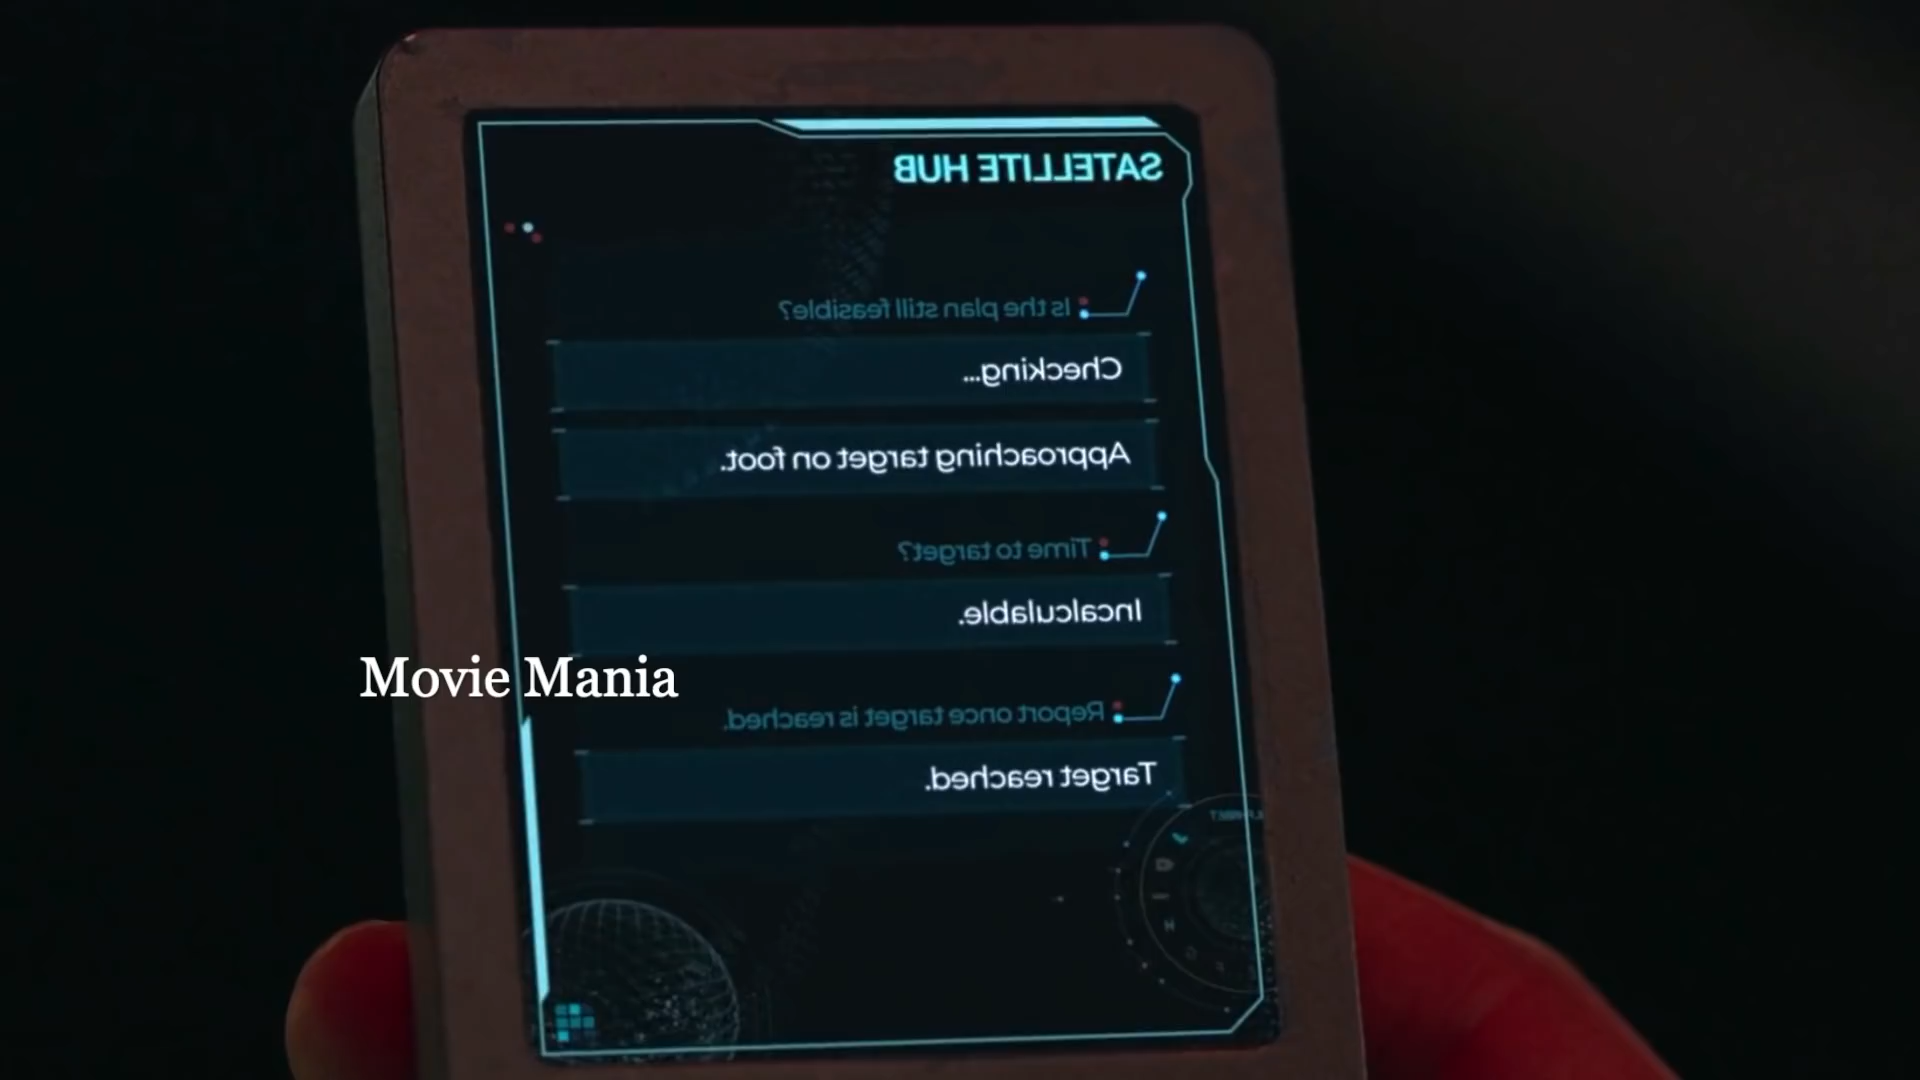 SATELLITE HUB
Is the plan still feasible?
Checking...
Approaching target on foot.
Time to target?
Incalculable.
Movie Mania
Report once target is reached.
Target reached.